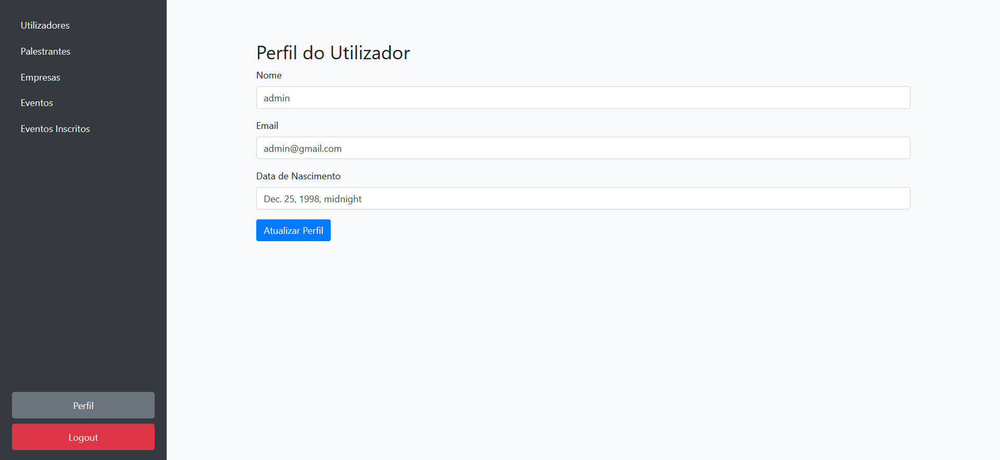 Utilizadores
Palestrantes
Empresas
Eventos
Eventos Inscritos
Perfil
Logout
Perfil do Utilizador
Nome
admin
Email
admin@gmail.com
Data de Nascimento
Dec. 25, 1998, midnight
Atualizar Perfil